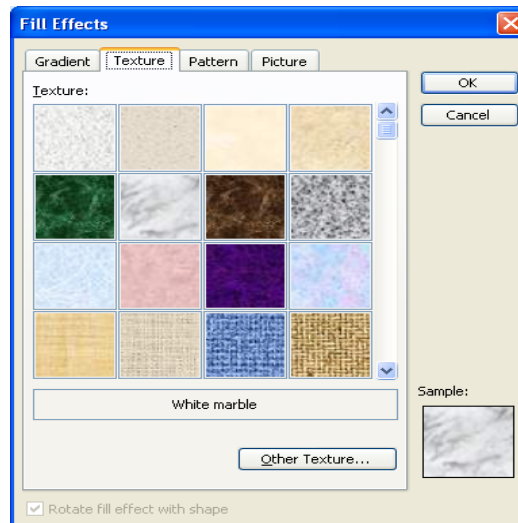 Fill Effects
Gradient Texture Pattern Picture
Texture:
OK
Cancel
White marble
Sample:
Other Texture...
Rotate fill effect with shape